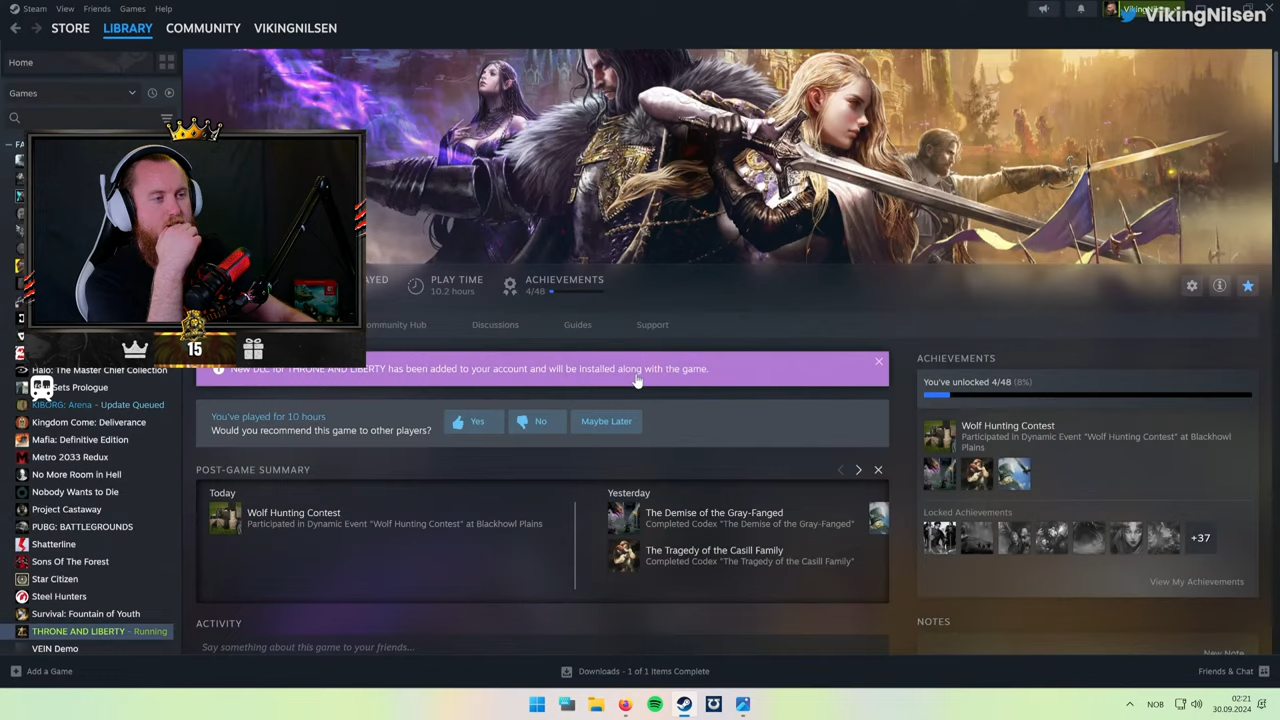 Steam View Friends Games Help
VikingNilsen
STORE LIBRARY COMMUNITY VIKINGNILSEN
Home
Games
15
PLAY TIME
10.2 hours
ACHIEVEMENTS
4/48
Discussions Guides Support
New DLC for THRONE AND LIBERTY has been added to your account and will be installed along with the game.
You've played for 10 hours
Would you recommend this game to other players?
Yes No Maybe Later
POST-GAME SUMMARY
Today
Wolf Hunting Contest
Participated in Dynamic Event "Wolf Hunting Contest" at Blackhowl Plains
Yesterday
The Demise of the Gray-Fanged
Completed Codex "The Demise of the Gray-Fanged"
The Tragedy of the Casill Family
Completed Codex "The Tragedy of the Casill Family"
ACTIVITY
Say something about this game to your friends...
ACHIEVEMENTS
You've unlocked 4/48 (8%)
Wolf Hunting Contest
Participated in Dynamic Event "Wolf Hunting Contest" at Blackhowl
Plains
Locked Achievements
+37
View My Achievements
NOTES
New Note
Halo: The Master Chief Collection
Sets Prologue
KIBORG: Arena - Update Queued
Kingdom Come: Deliverance
Mafia: Definitive Edition
Metro 2033 Redux
No More Room in Hell
Nobody Wants to Die
Project Castaway
PUBG: BATTLEGROUNDS
Shatterline
Sons Of The Forest
Star Citizen
Steel Hunters
Survival: Fountain of Youth
THRONE AND LIBERTY - Running
VEIN Demo
Add a Game
Downloads - 1 of 1 Items Complete
Friends & Chat
NOB
02:21
30.09.2024